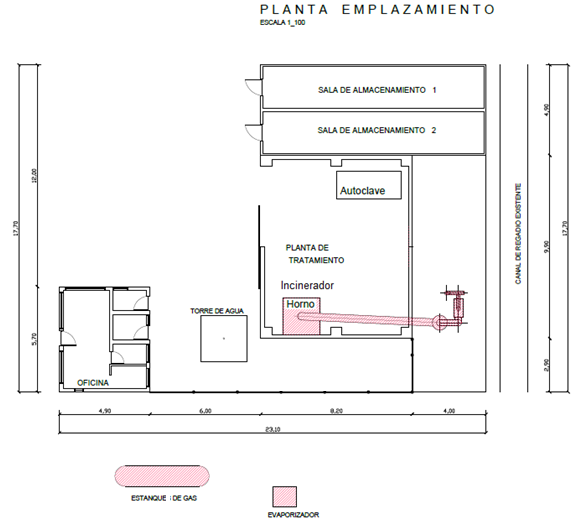 PLANTA EMPLAZAMIENTO
ESCALA 1_100
SALA DE ALMACENAMIENTO 1
SALA DE ALMACENAMIENTO 2
Autoclave
PLANTA DE
TRATAMIENTO
Incinerador
Horno
TORRE DE AGUA
OFICINA
CANAL DE REGADIO EXISTENTE
17,70
12,00
5,70
4,90
9,90
2,90
17,70
4,90
6,00
8,20
4,00
23,10
ESTANQUE : DE GAS
EVAPORIZADOR